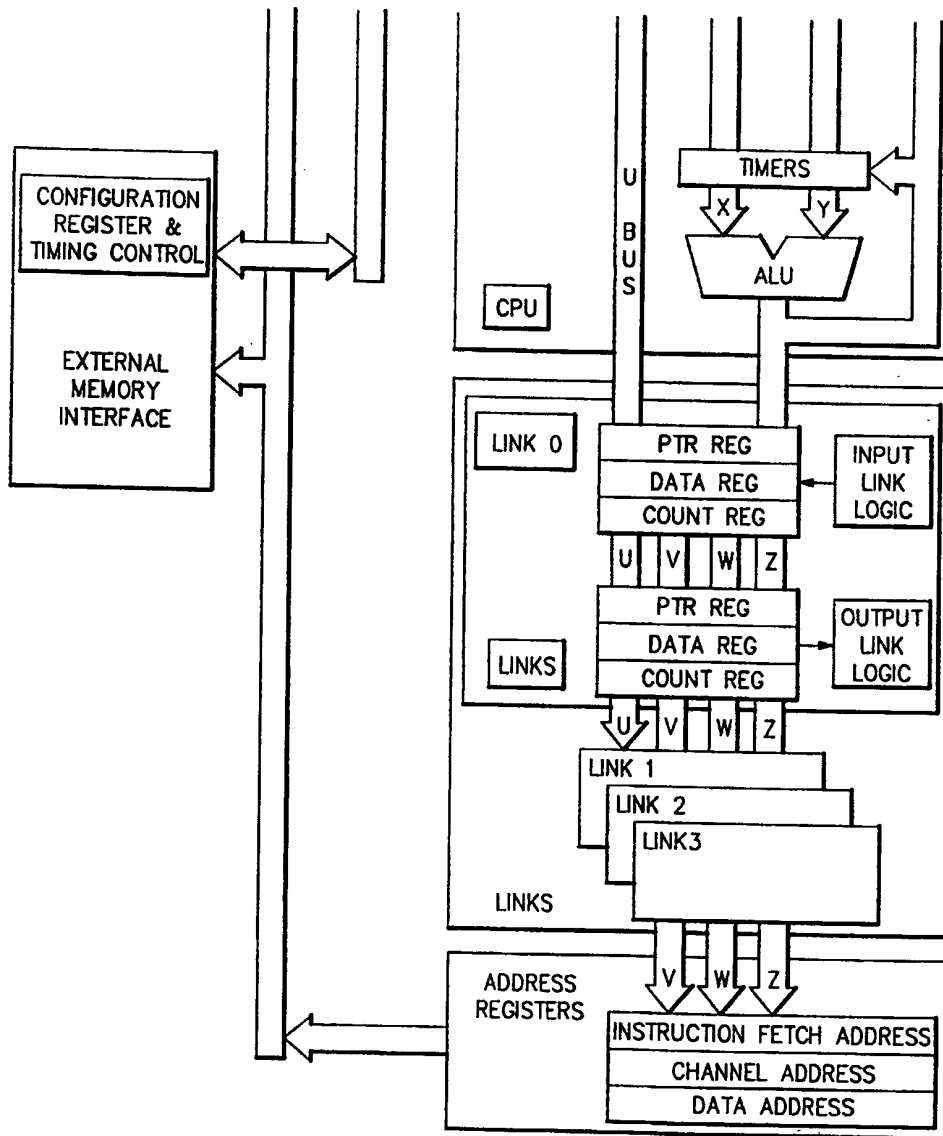 CONFIGURATION
REGISTER &
TIMING CONTROL
EXTERNAL
MEMORY
INTERFACE
U BUS
TIMERS
X
Y
ALU
CPU
LINK 0
PTR REG
DATA REG
COUNT REG
INPUT
LINK
LOGIC
U
V
W
Z
PTR REG
DATA REG
COUNT REG
OUTPUT
LINK
LOGIC
LINKS
U
V
W
Z
LINK 1
LINK 2
LINK3
LINKS
V
W
Z
ADDRESS
REGISTERS
INSTRUCTION FETCH ADDRESS
CHANNEL ADDRESS
DATA ADDRESS